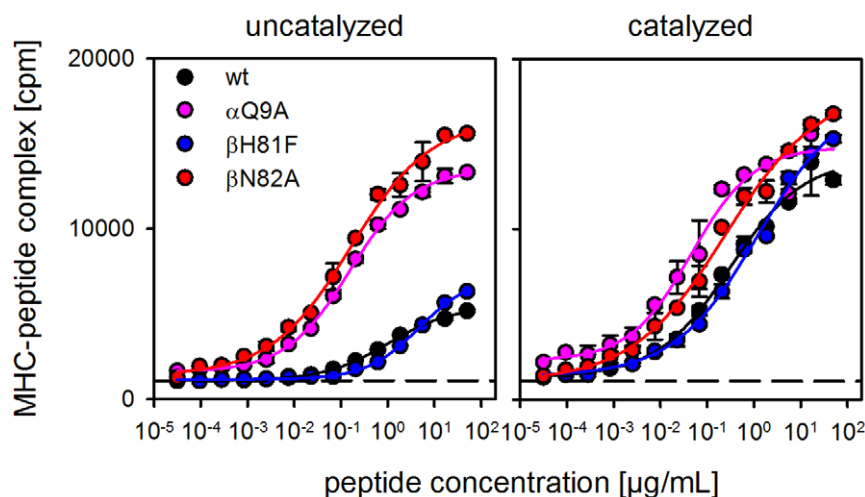 uncatalyzed catalyzed
MHC-peptide complex [cpm]
20000
10000
0
wt
αQ9A
βH81F
βN82A
10⁻⁵ 10⁻⁴ 10⁻³ 10⁻² 10⁻¹ 10⁰ 10¹ 10² 10⁻⁵ 10⁻⁴ 10⁻³ 10⁻² 10⁻¹ 10⁰ 10¹ 10²
peptide concentration [µg/mL]